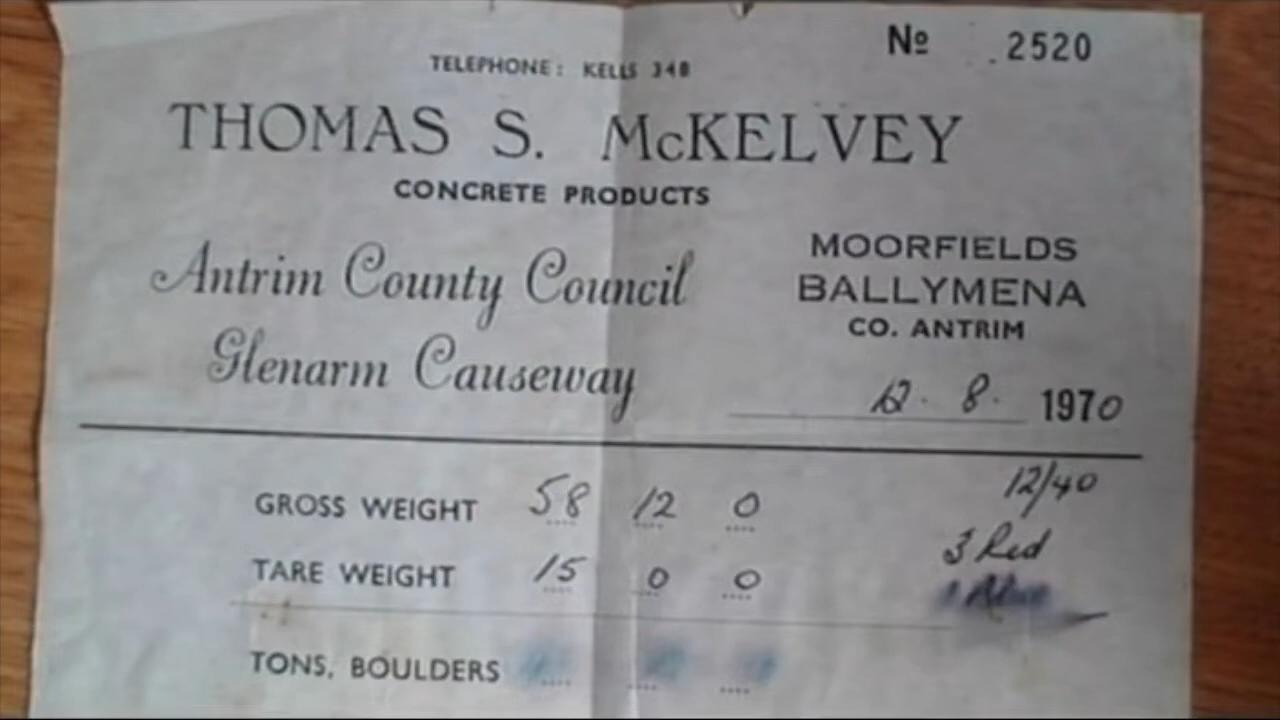 Nº 2520
TELEPHONE: KELLS 348
THOMAS S. McKELVEY
CONCRETE PRODUCTS
Antrim County Council
Glenarm Causeway
MOORFIELDS
BALLYMENA
CO. ANTRIM
12. 8. 1970
12/40
GROSS WEIGHT 58 12 0
3 Red
TARE WEIGHT 15 0 0
TONS, BOULDERS